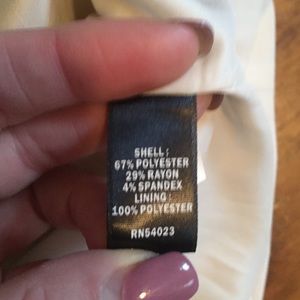 SHELL:
67% POLYESTER
29% RAYON
4% SPANDEX
LINING:
100% POLYESTER
RN54023